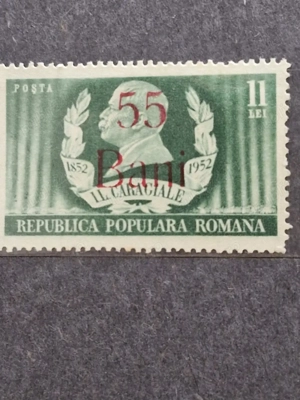 POSTA
11
LEI
55
Bani
1852 1952
I.L. CARAGIALE
REPUBLICA POPULARA ROMANA